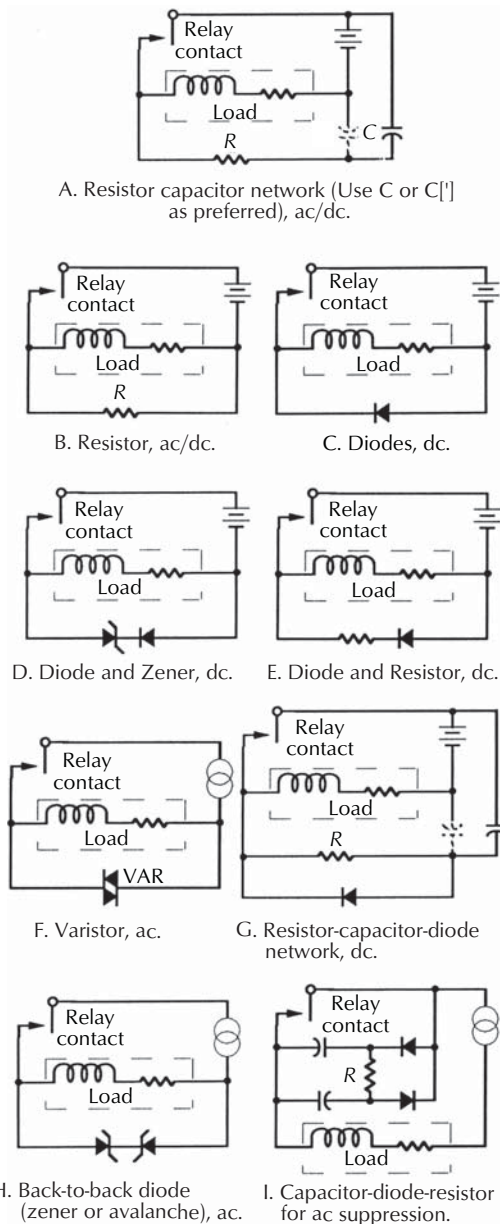 Relay
contact
Load
C
R
A. Resistor capacitor network (Use C or C[']
as preferred), ac/dc.
Relay
contact
Load
R
B. Resistor, ac/dc.
Relay
contact
Load
C. Diodes, dc.
Relay
contact
Load
D. Diode and Zener, dc.
Relay
contact
Load
E. Diode and Resistor, dc.
Relay
contact
Load
VAR
F. Varistor, ac.
Relay
contact
Load
R
G. Resistor-capacitor-diode
network, dc.
Relay
contact
Load
H. Back-to-back diode
(zener or avalanche), ac.
Relay
contact
R
Load
I. Capacitor-diode-resistor
for ac suppression.